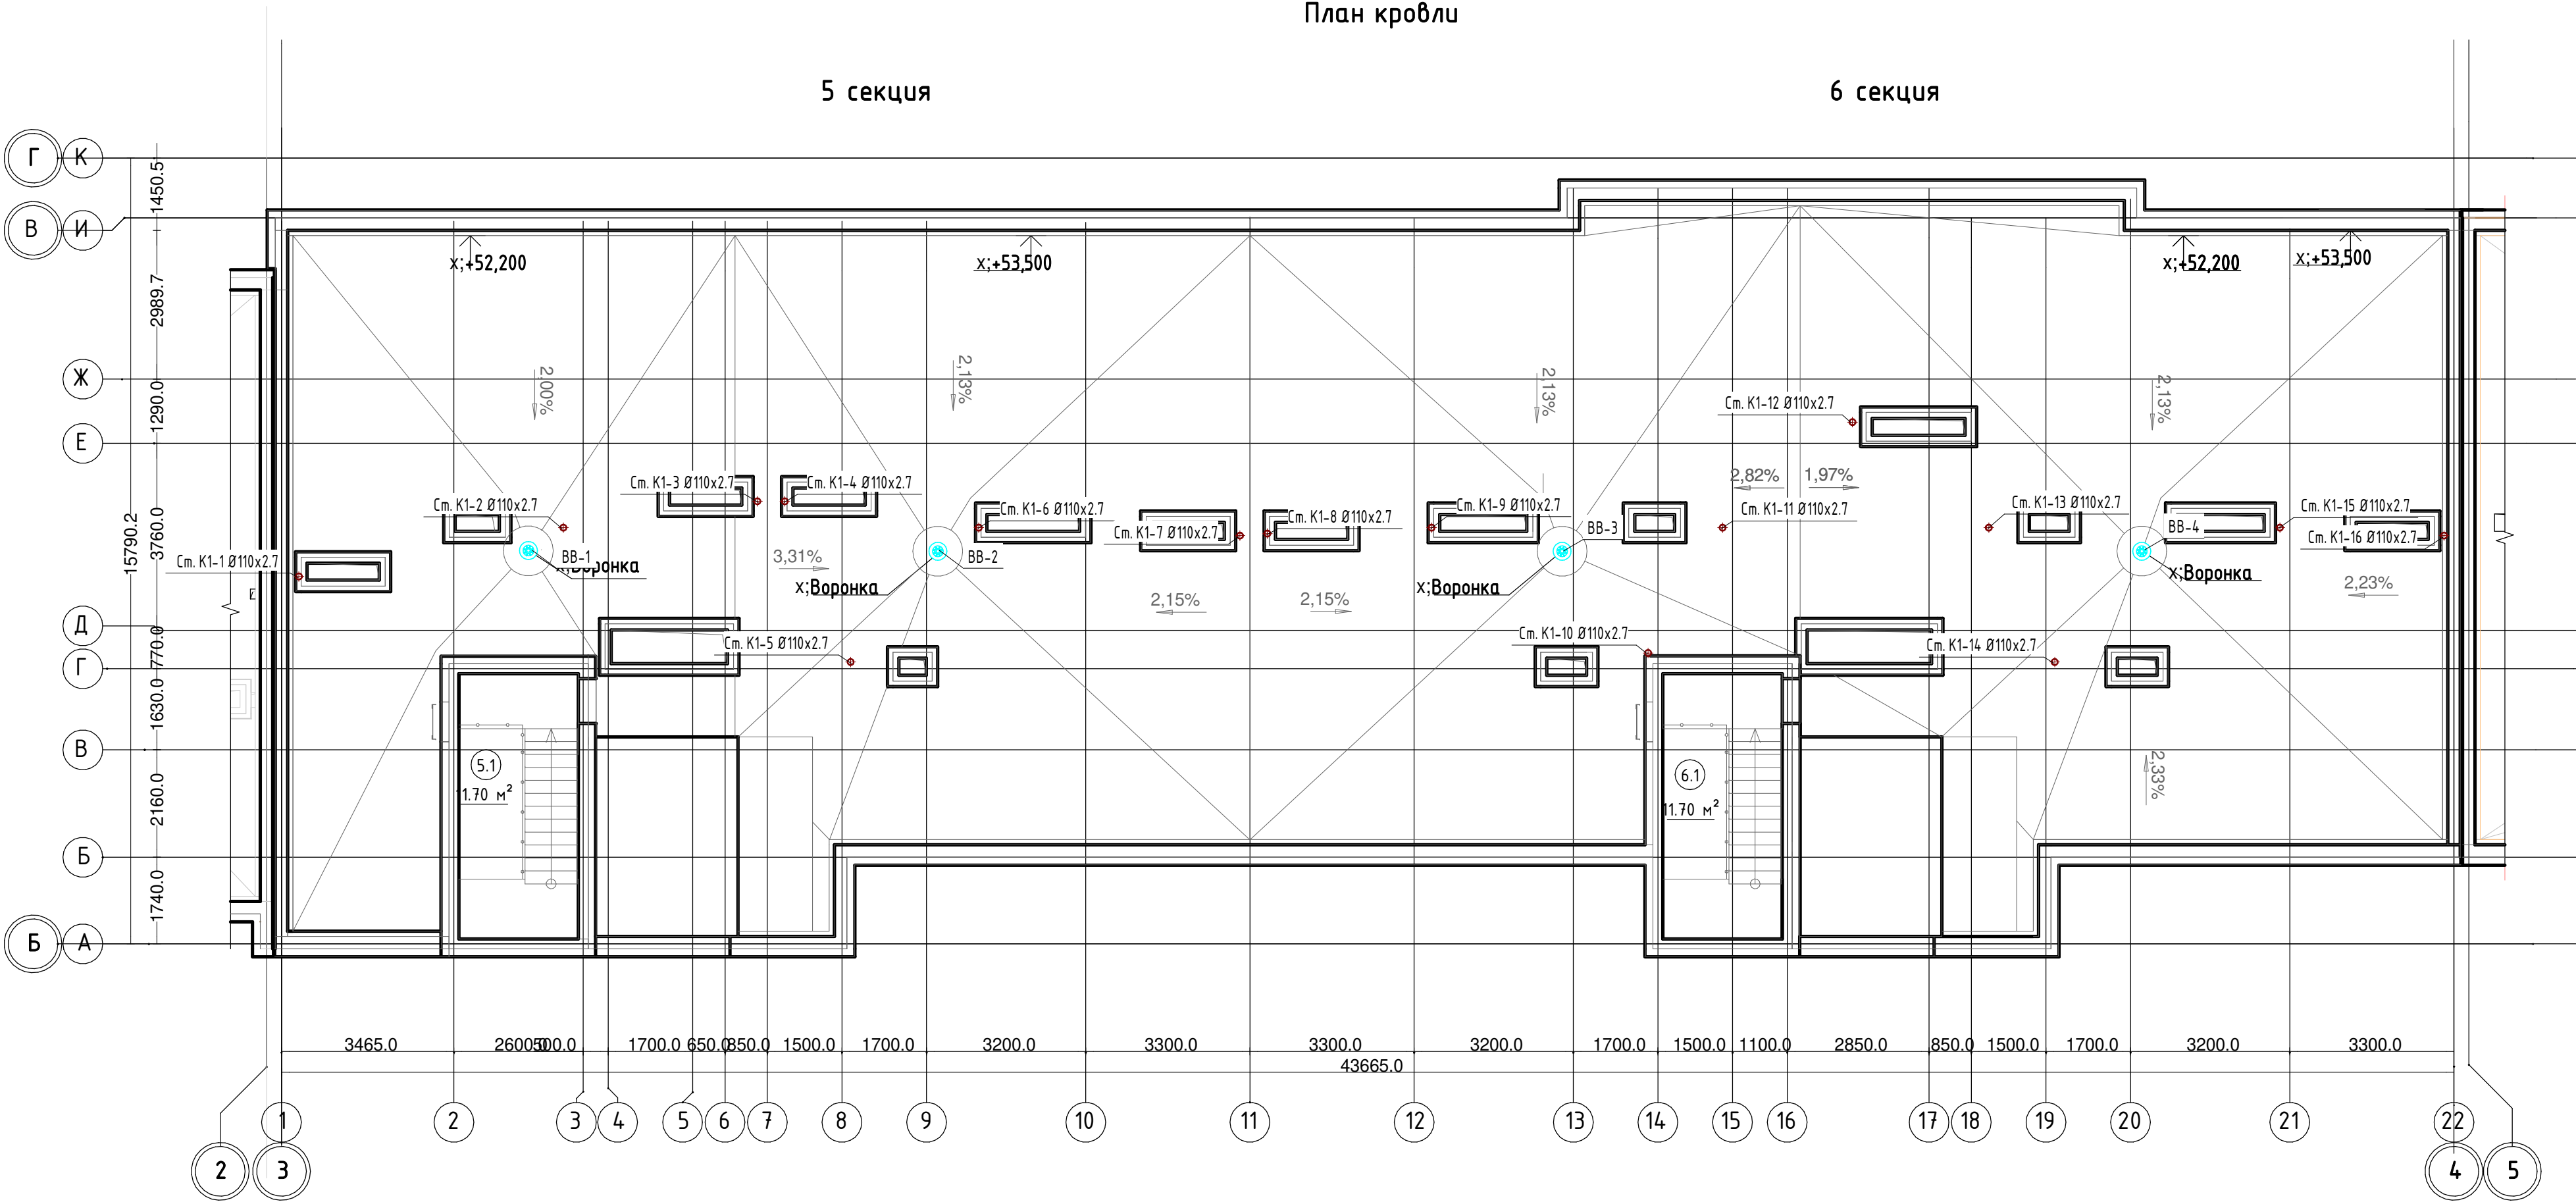 План кровли
5 секция
6 секция
Г К
В И
Ж
Е
Д
Г
В
Б
Б А
1450.5
2989.7
1290.0
3760.0
770.0
1630.0
2160.0
1740.0
15790.2
х;+52,200
х;+53,500
х;+52,200
х;+53,500
2,00%
2,13%
2,13%
2,13%
Ст. К1-12 Ø110х2.7
2,82%
1,97%
Ст. К1-3 Ø110х2.7
Ст. К1-4 Ø110х2.7
Ст. К1-2 Ø110х2.7
Ст. К1-6 Ø110х2.7
Ст. К1-7 Ø110х2.7
Ст. К1-8 Ø110х2.7
Ст. К1-9 Ø110х2.7
Ст. К1-11 Ø110х2.7
Ст. К1-13 Ø110х2.7
Ст. К1-15 Ø110х2.7
Ст. К1-16 Ø110х2.7
Ст. К1-1 Ø110х2.7
ВВ-1
х;Воронка
3,31%
ВВ-2
х;Воронка
ВВ-3
х;Воронка
ВВ-4
х;Воронка
2,15%
2,15%
2,23%
Ст. К1-5 Ø110х2.7
Ст. К1-10 Ø110х2.7
Ст. К1-14 Ø110х2.7
5.1
11.70 м²
6.1
11.70 м²
2,33%
3465.0 2600.0 500.0 1700.0 650.0 850.0 1500.0 1700.0 3200.0 3300.0 3300.0 3200.0 1700.0 1500.0 1100.0 2850.0 850.0 1500.0 1700.0 3200.0 3300.0
43665.0
1 2 3 4 5 6 7 8 9 10 11 12 13 14 15 16 17 18 19 20 21 22
2 3 4 5